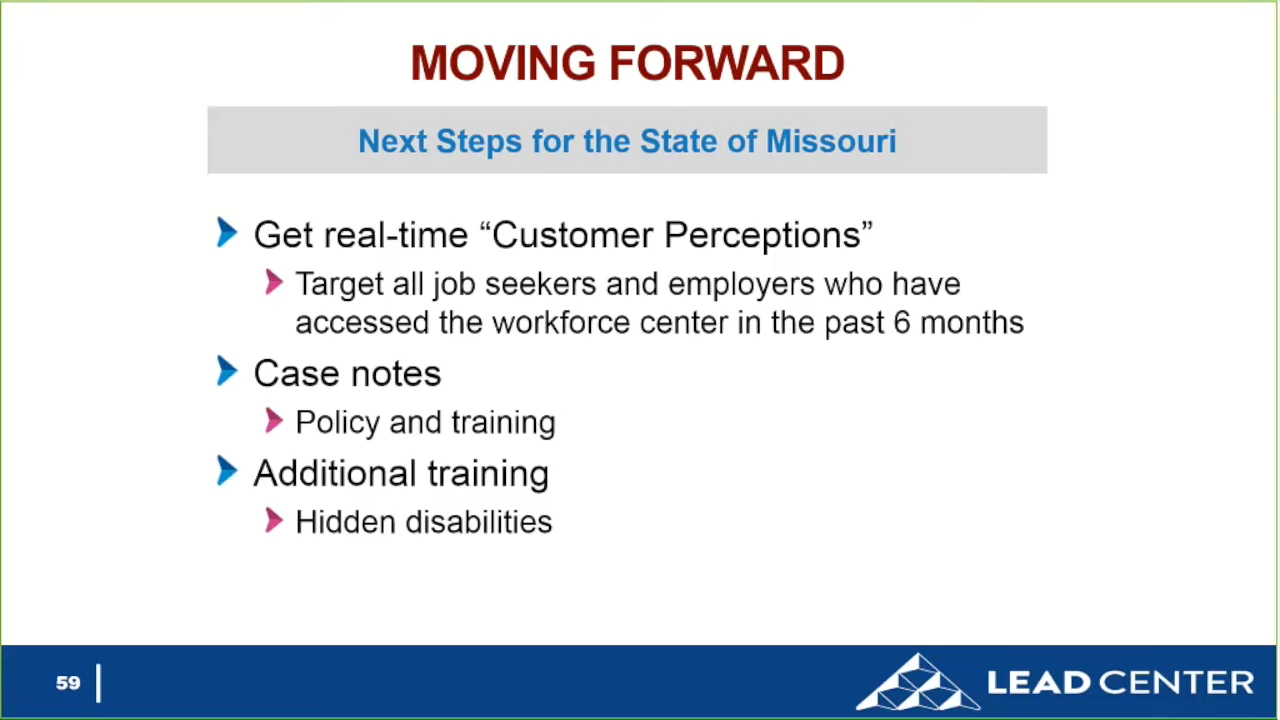 MOVING FORWARD
Next Steps for the State of Missouri
Get real-time “Customer Perceptions”
Target all job seekers and employers who have
accessed the workforce center in the past 6 months
Case notes
Policy and training
Additional training
Hidden disabilities
59
LEAD CENTER